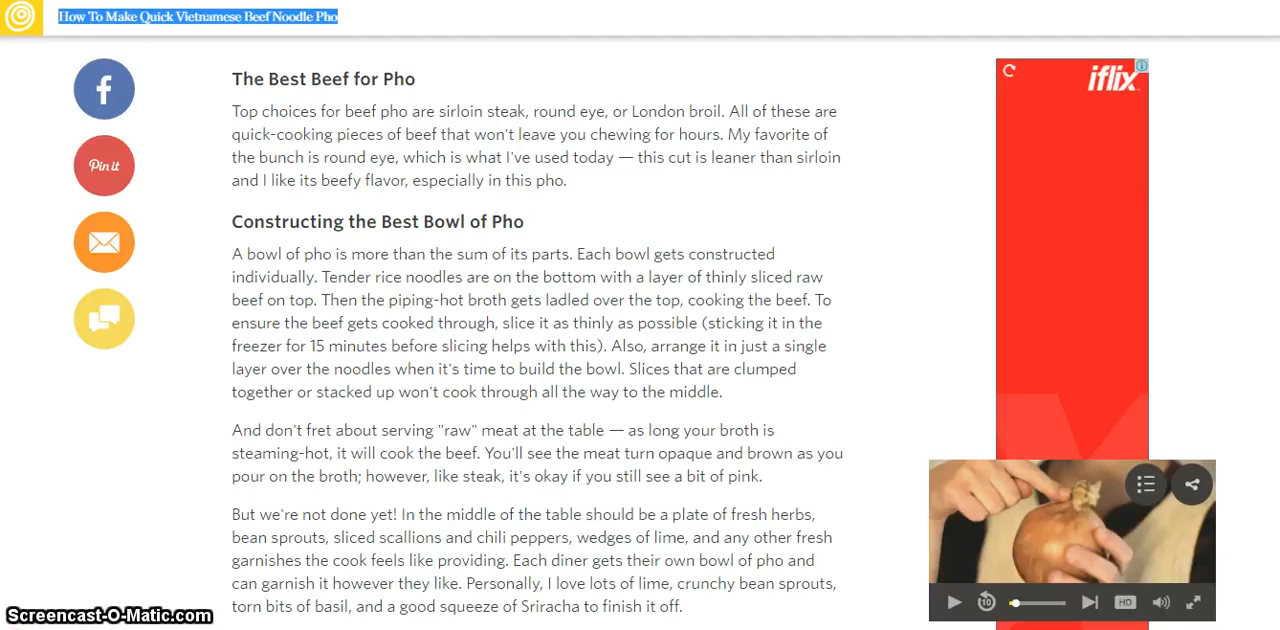 How To Make Quick Vietnamese Beef Noodle Pho
The Best Beef for Pho
Top choices for beef pho are sirloin steak, round eye, or London broil. All of these are
quick-cooking pieces of beef that won't leave you chewing for hours. My favorite of
the bunch is round eye, which is what I've used today — this cut is leaner than sirloin
and I like its beefy flavor, especially in this pho.
Constructing the Best Bowl of Pho
A bowl of pho is more than the sum of its parts. Each bowl gets constructed
individually. Tender rice noodles are on the bottom with a layer of thinly sliced raw
beef on top. Then the piping-hot broth gets ladled over the top, cooking the beef. To
ensure the beef gets cooked through, slice it as thinly as possible (sticking it in the
freezer for 15 minutes before slicing helps with this). Also, arrange it in just a single
layer over the noodles when it's time to build the bowl. Slices that are clumped
together or stacked up won't cook through all the way to the middle.
And don't fret about serving "raw" meat at the table — as long your broth is
steaming-hot, it will cook the beef. You'll see the meat turn opaque and brown as you
pour on the broth; however, like steak, it's okay if you still see a bit of pink.
But we're not done yet! In the middle of the table should be a plate of fresh herbs,
bean sprouts, sliced scallions and chili peppers, wedges of lime, and any other fresh
garnishes the cook feels like providing. Each diner gets their own bowl of pho and
can garnish it however they like. Personally, I love lots of lime, crunchy bean sprouts,
torn bits of basil, and a good squeeze of Sriracha to finish it off.
f
Pin it
iflix
10
HD
Screencast-O-Matic.com